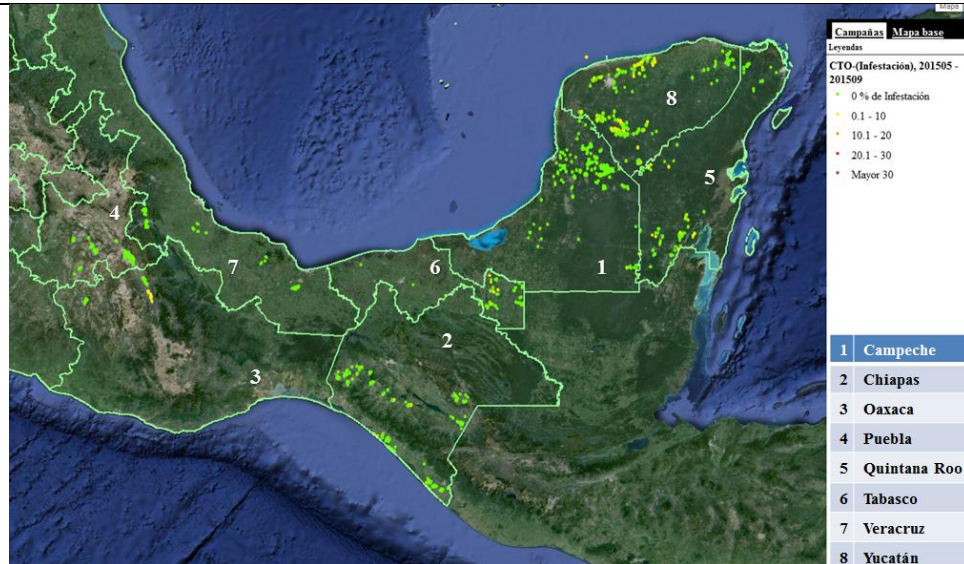 Mapa
Campañas Mapa base
Leyendas
CTO-(Infestación), 201505 -
201509
0 % de Infestación
0.1 - 10
10.1 - 20
20.1 - 30
Mayor 30
8
5
4
7
6
1
2
3
1 Campeche
2 Chiapas
3 Oaxaca
4 Puebla
5 Quintana Roo
6 Tabasco
7 Veracruz
8 Yucatán